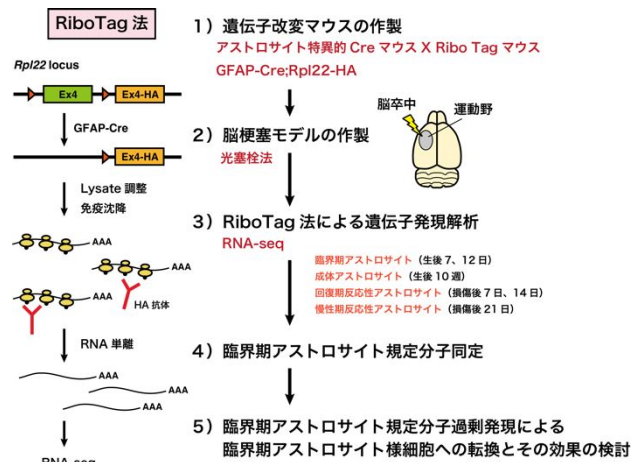 RiboTag 法
Rpl22 locus
Ex4
Ex4-HA
GFAP-Cre
Ex4-HA
Lysate 調整
免疫沈降
AAA
AAA
AAA
HA 抗体
RNA 単離
AAA
AAA
AAA
RNA-seq
1）遺伝子改変マウスの作製
アストロサイト特異的 Cre マウス X Ribo Tag マウス
GFAP-Cre;Rpl22-HA
2）脳梗塞モデルの作製
光塞栓法
脳卒中
運動野
3）RiboTag 法による遺伝子発現解析
RNA-seq
臨界期アストロサイト（生後 7、12 日）
成体アストロサイト（生後 10 週）
回復期反応性アストロサイト（損傷後 7 日、14 日）
慢性期反応性アストロサイト（損傷後 21 日）
4）臨界期アストロサイト規定分子同定
5）臨界期アストロサイト規定分子過剰発現による
臨界期アストロサイト様細胞への転換とその効果の検討